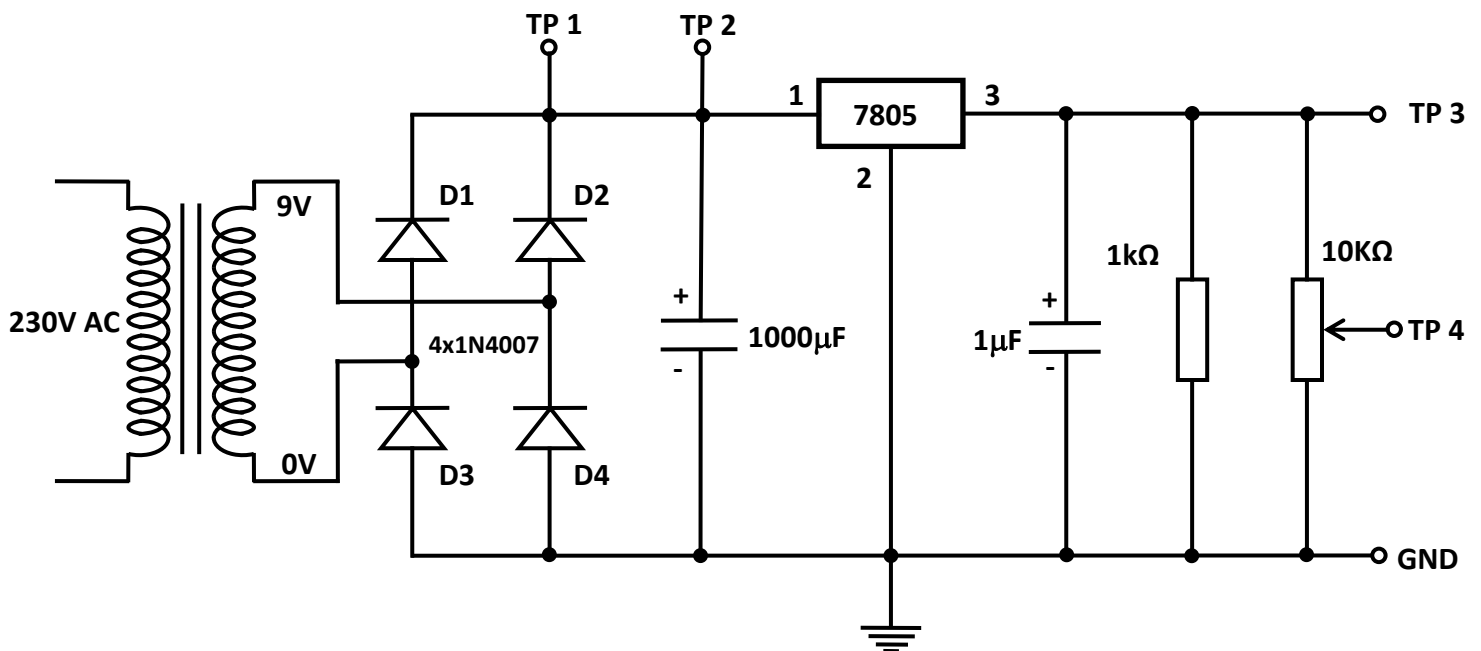 TP 1
TP 2
1
7805
3
TP 3
2
9V
D1
D2
1kΩ
10KΩ
230V AC
+
1000μF
+
1μF
TP 4
4x1N4007
-
-
0V
D3
D4
GND